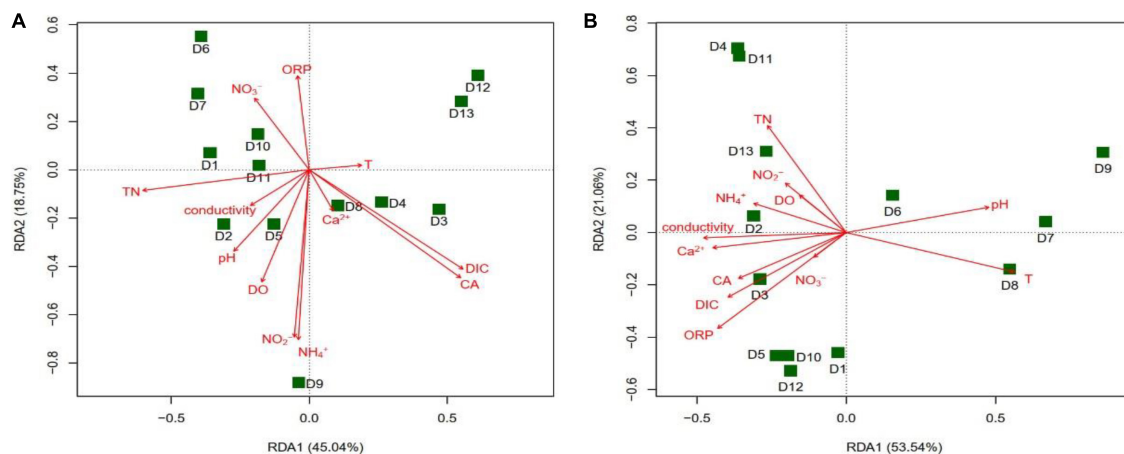 A
B
RDA2 (18.75%)
0.6
0.4
0.2
0.0
−0.2
−0.4
−0.6
−0.8
D6
ORP
NO₃⁻
D12
D7
D13
D10
D1
T
D11
TN
conductivity
D8
D4
D3
Ca²⁺
D2
D5
pH
DIC
DO
CA
NO₂⁻
NH₄⁺
D9
−0.5
0.0
0.5
RDA1 (45.04%)
RDA2 (21.06%)
0.8
0.6
0.4
0.2
0.0
−0.2
−0.4
−0.6
D4
D11
TN
D13
D9
NO₂⁻
NH₄⁺
DO
D6
pH
D2
conductivity
D7
Ca²⁺
CA
NO₃⁻
D8
T
D3
DIC
ORP
D5
D10
D1
D12
−0.5
0.0
0.5
RDA1 (53.54%)